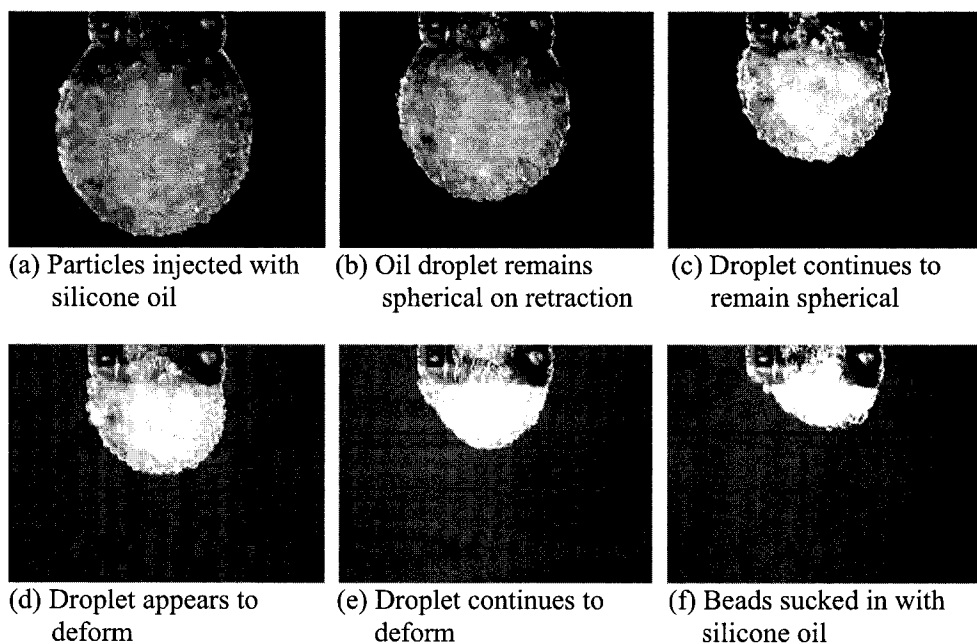 (a) Particles injected with
silicone oil
(b) Oil droplet remains
spherical on retraction
(c) Droplet continues to
remain spherical
(d) Droplet appears to
deform
(e) Droplet continues to
deform
(f) Beads sucked in with
silicone oil